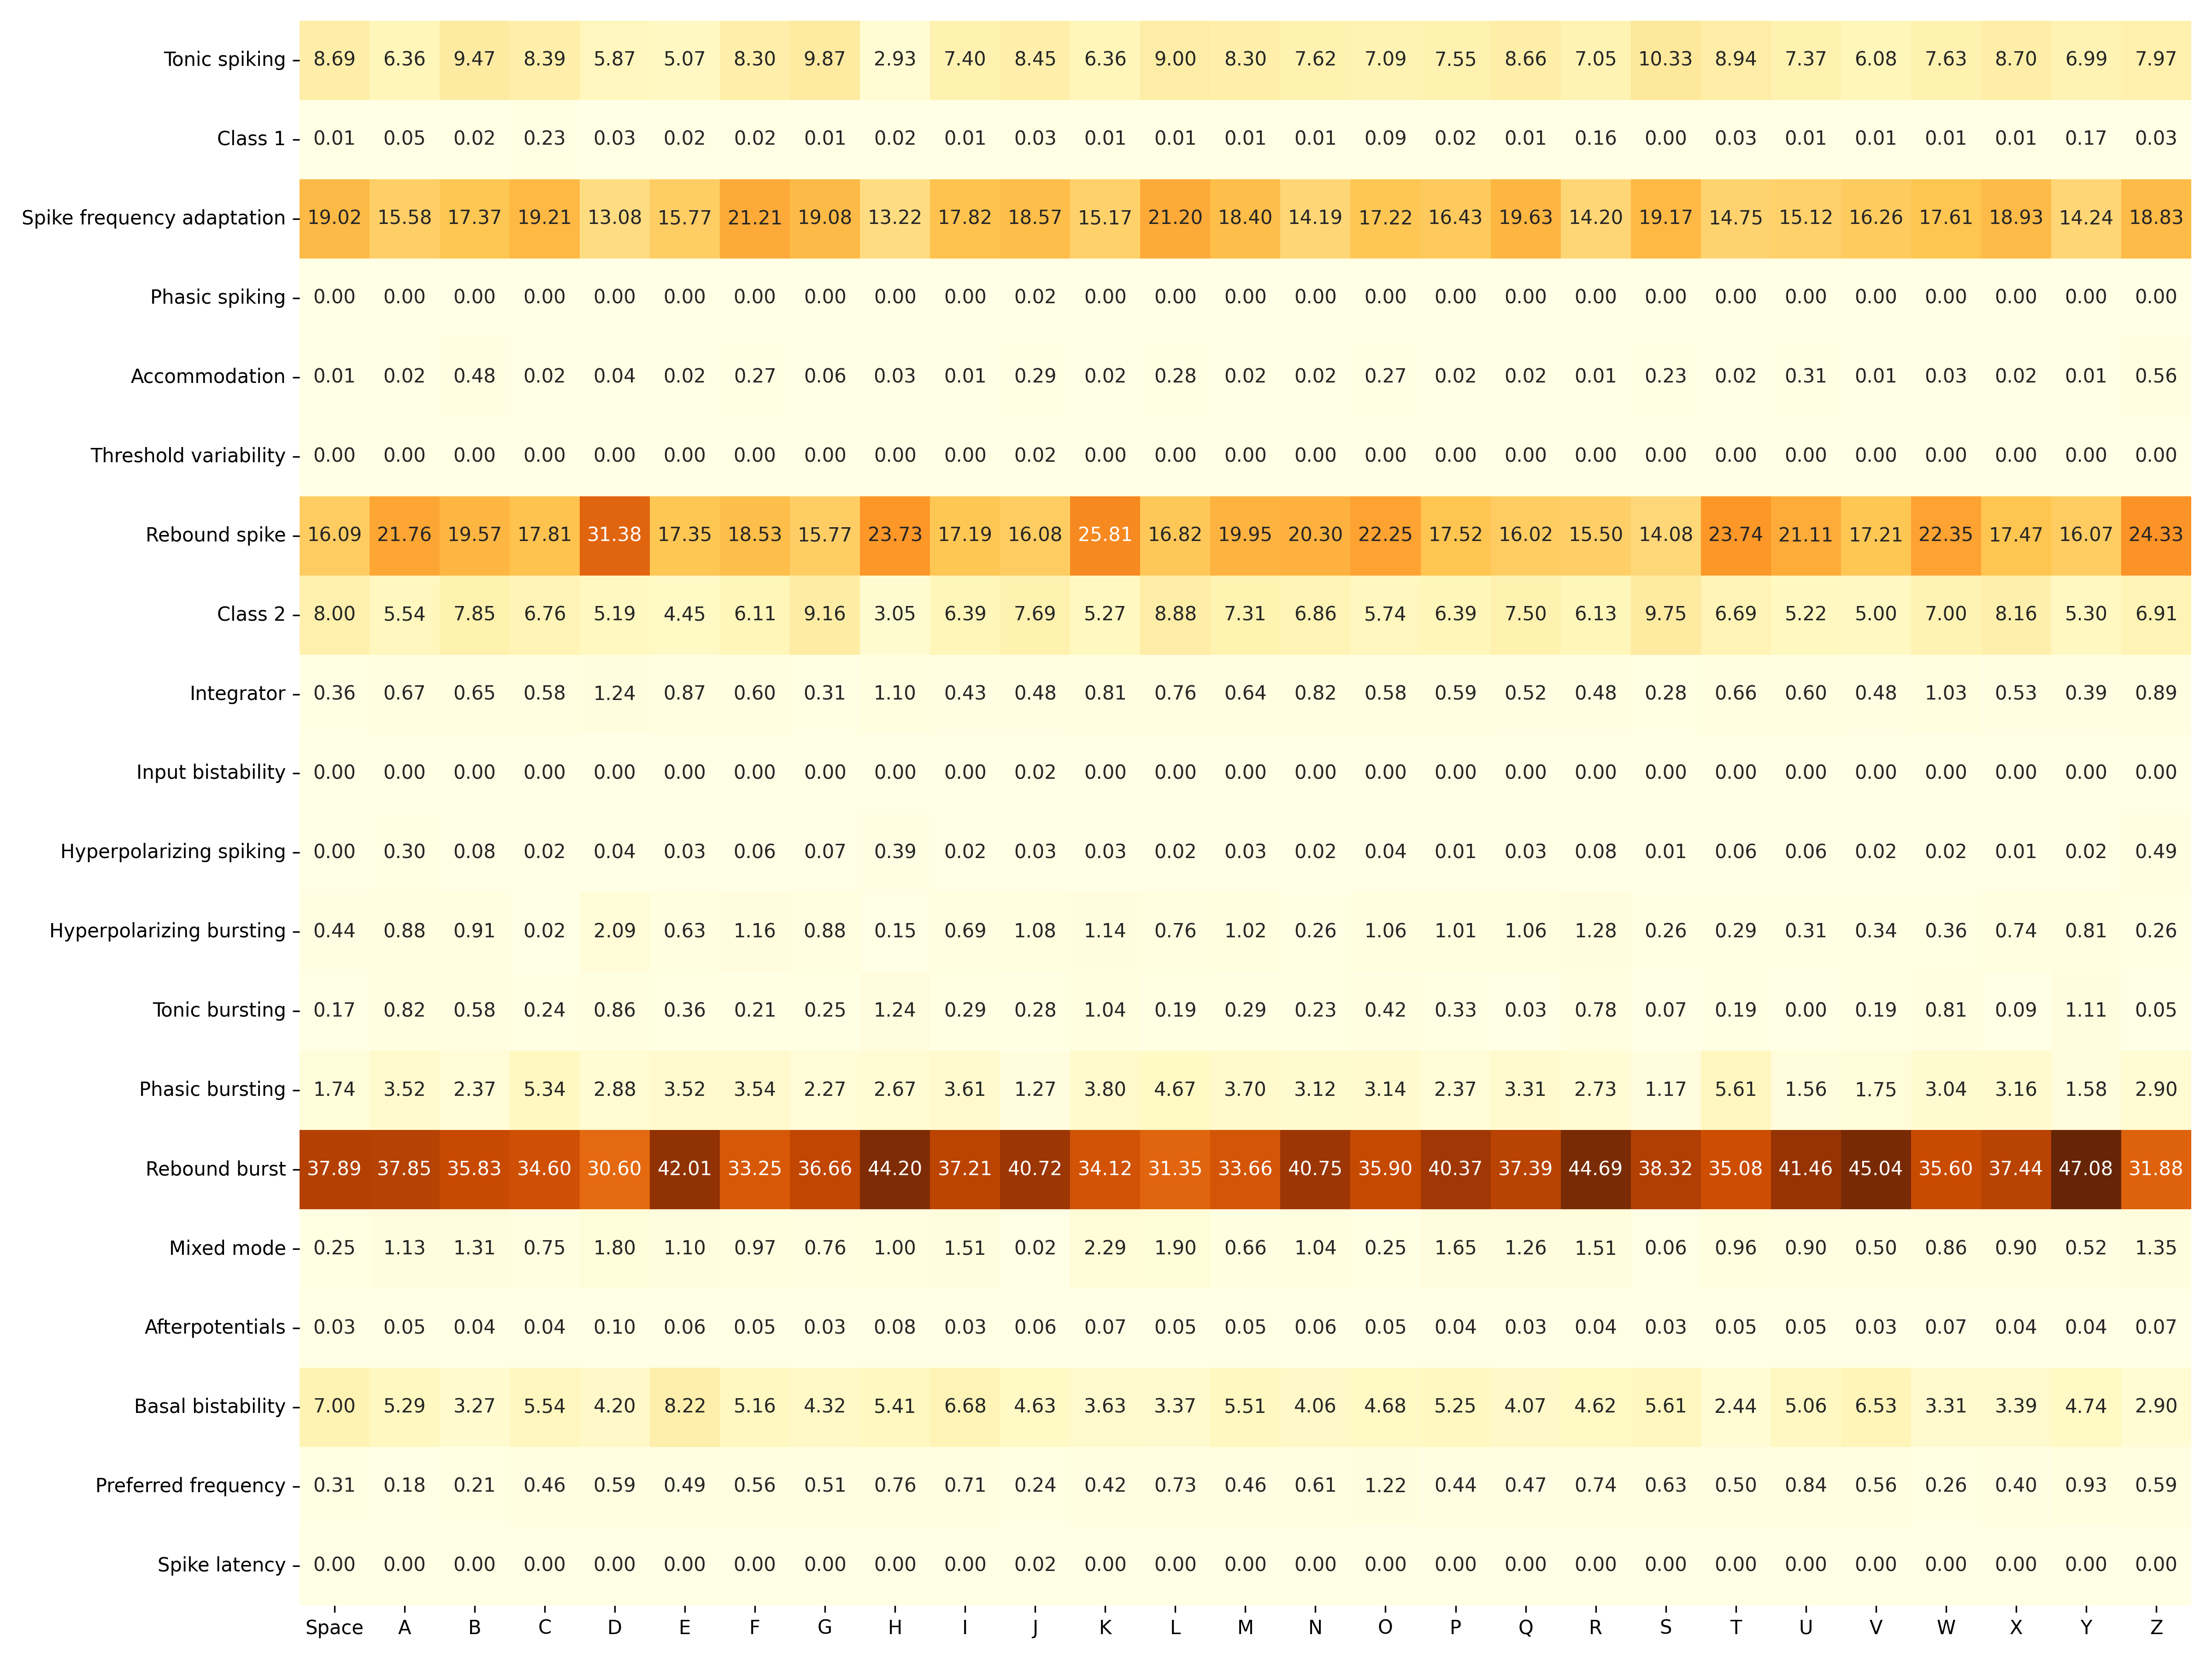 Tonic spiking 8.69 6.36 9.47 8.39 5.87 5.07 8.30 9.87 2.93 7.40 8.45 6.36 9.00 8.30 7.62 7.09 7.55 8.66 7.05 10.33 8.94 7.37 6.08 7.63 8.70 6.99 7.97
Class 1 0.01 0.05 0.02 0.23 0.03 0.02 0.02 0.01 0.02 0.01 0.03 0.01 0.01 0.01 0.01 0.09 0.02 0.01 0.16 0.00 0.03 0.01 0.01 0.01 0.01 0.17 0.03
Spike frequency adaptation 19.02 15.58 17.37 19.21 13.08 15.77 21.21 19.08 13.22 17.82 18.57 15.17 21.20 18.40 14.19 17.22 16.43 19.63 14.20 19.17 14.75 15.12 16.26 17.61 18.93 14.24 18.83
Phasic spiking 0.00 0.00 0.00 0.00 0.00 0.00 0.00 0.00 0.00 0.00 0.02 0.00 0.00 0.00 0.00 0.00 0.00 0.00 0.00 0.00 0.00 0.00 0.00 0.00 0.00 0.00 0.00
Accommodation 0.01 0.02 0.48 0.02 0.04 0.02 0.27 0.06 0.03 0.01 0.29 0.02 0.28 0.02 0.02 0.27 0.02 0.02 0.01 0.23 0.02 0.31 0.01 0.03 0.02 0.01 0.56
Threshold variability 0.00 0.00 0.00 0.00 0.00 0.00 0.00 0.00 0.00 0.00 0.02 0.00 0.00 0.00 0.00 0.00 0.00 0.00 0.00 0.00 0.00 0.00 0.00 0.00 0.00 0.00 0.00
Rebound spike 16.09 21.76 19.57 17.81 31.38 17.35 18.53 15.77 23.73 17.19 16.08 25.81 16.82 19.95 20.30 22.25 17.52 16.02 15.50 14.08 23.74 21.11 17.21 22.35 17.47 16.07 24.33
Class 2 8.00 5.54 7.85 6.76 5.19 4.45 6.11 9.16 3.05 6.39 7.69 5.27 8.88 7.31 6.86 5.74 6.39 7.50 6.13 9.75 6.69 5.22 5.00 7.00 8.16 5.30 6.91
Integrator 0.36 0.67 0.65 0.58 1.24 0.87 0.60 0.31 1.10 0.43 0.48 0.81 0.76 0.64 0.82 0.58 0.59 0.52 0.48 0.28 0.66 0.60 0.48 1.03 0.53 0.39 0.89
Input bistability 0.00 0.00 0.00 0.00 0.00 0.00 0.00 0.00 0.00 0.00 0.02 0.00 0.00 0.00 0.00 0.00 0.00 0.00 0.00 0.00 0.00 0.00 0.00 0.00 0.00 0.00 0.00
Hyperpolarizing spiking 0.00 0.30 0.08 0.02 0.04 0.03 0.06 0.07 0.39 0.02 0.03 0.03 0.02 0.03 0.02 0.04 0.01 0.03 0.08 0.01 0.06 0.06 0.02 0.02 0.01 0.02 0.49
Hyperpolarizing bursting 0.44 0.88 0.91 0.02 2.09 0.63 1.16 0.88 0.15 0.69 1.08 1.14 0.76 1.02 0.26 1.06 1.01 1.06 1.28 0.26 0.29 0.31 0.34 0.36 0.74 0.81 0.26
Tonic bursting 0.17 0.82 0.58 0.24 0.86 0.36 0.21 0.25 1.24 0.29 0.28 1.04 0.19 0.29 0.23 0.42 0.33 0.03 0.78 0.07 0.19 0.00 0.19 0.81 0.09 1.11 0.05
Phasic bursting 1.74 3.52 2.37 5.34 2.88 3.52 3.54 2.27 2.67 3.61 1.27 3.80 4.67 3.70 3.12 3.14 2.37 3.31 2.73 1.17 5.61 1.56 1.75 3.04 3.16 1.58 2.90
Rebound burst 37.89 37.85 35.83 34.60 30.60 42.01 33.25 36.66 44.20 37.21 40.72 34.12 31.35 33.66 40.75 35.90 40.37 37.39 44.69 38.32 35.08 41.46 45.04 35.60 37.44 47.08 31.88
Mixed mode 0.25 1.13 1.31 0.75 1.80 1.10 0.97 0.76 1.00 1.51 0.02 2.29 1.90 0.66 1.04 0.25 1.65 1.26 1.51 0.06 0.96 0.90 0.50 0.86 0.90 0.52 1.35
Afterpotentials 0.03 0.05 0.04 0.04 0.10 0.06 0.05 0.03 0.08 0.03 0.06 0.07 0.05 0.05 0.06 0.05 0.04 0.03 0.04 0.03 0.05 0.05 0.03 0.07 0.04 0.04 0.07
Basal bistability 7.00 5.29 3.27 5.54 4.20 8.22 5.16 4.32 5.41 6.68 4.63 3.63 3.37 5.51 4.06 4.68 5.25 4.07 4.62 5.61 2.44 5.06 6.53 3.31 3.39 4.74 2.90
Preferred frequency 0.31 0.18 0.21 0.46 0.59 0.49 0.56 0.51 0.76 0.71 0.24 0.42 0.73 0.46 0.61 1.22 0.44 0.47 0.74 0.63 0.50 0.84 0.56 0.26 0.40 0.93 0.59
Spike latency 0.00 0.00 0.00 0.00 0.00 0.00 0.00 0.00 0.00 0.00 0.02 0.00 0.00 0.00 0.00 0.00 0.00 0.00 0.00 0.00 0.00 0.00 0.00 0.00 0.00 0.00 0.00
Space A B C D E F G H I J K L M N O P Q R S T U V W X Y Z